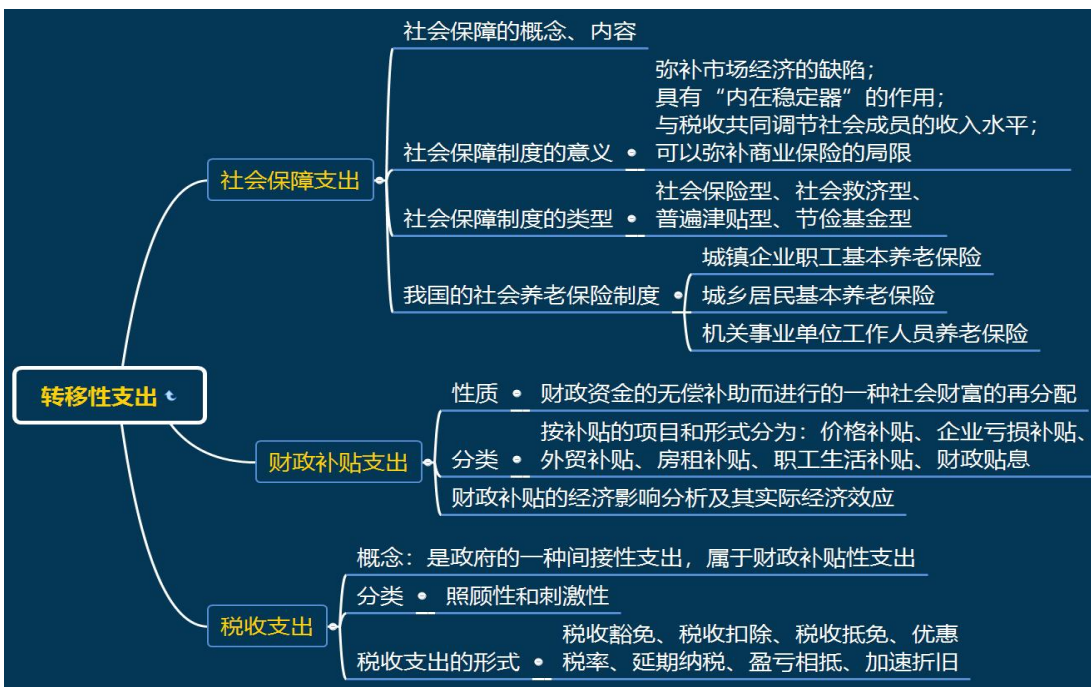 转移性支出
社会保障支出
社会保障的概念、内容
社会保障制度的意义
弥补市场经济的缺陷；
具有“内在稳定器”的作用；
与税收共同调节社会成员的收入水平；
可以弥补商业保险的局限
社会保障制度的类型
社会保险型、社会救济型、
普遍津贴型、节俭基金型
我国的社会养老保险制度
城镇企业职工基本养老保险
城乡居民基本养老保险
机关事业单位工作人员养老保险
财政补贴支出
性质
财政资金的无偿补助而进行的一种社会财富的再分配
分类
按补贴的项目和形式分为：价格补贴、企业亏损补贴、
外贸补贴、房租补贴、职工生活补贴、财政贴息
财政补贴的经济影响分析及其实际经济效应
税收支出
概念：是政府的一种间接性支出，属于财政补贴性支出
分类
照顾性和刺激性
税收支出的形式
税收豁免、税收扣除、税收抵免、优惠
税率、延期纳税、盈亏相抵、加速折旧